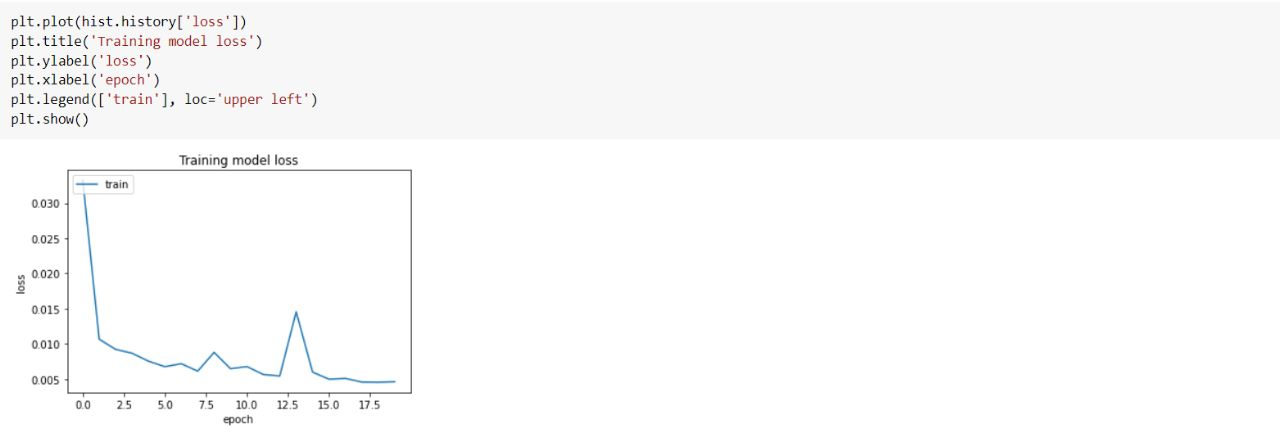 plt.plot(hist.history['loss'])
plt.title('Training model loss')
plt.ylabel('loss')
plt.xlabel('epoch')
plt.legend(['train'], loc='upper left')
plt.show()
Training model loss
train
0.030
0.025
0.020
0.015
0.010
0.005
loss
0.0 2.5 5.0 7.5 10.0 12.5 15.0 17.5
epoch